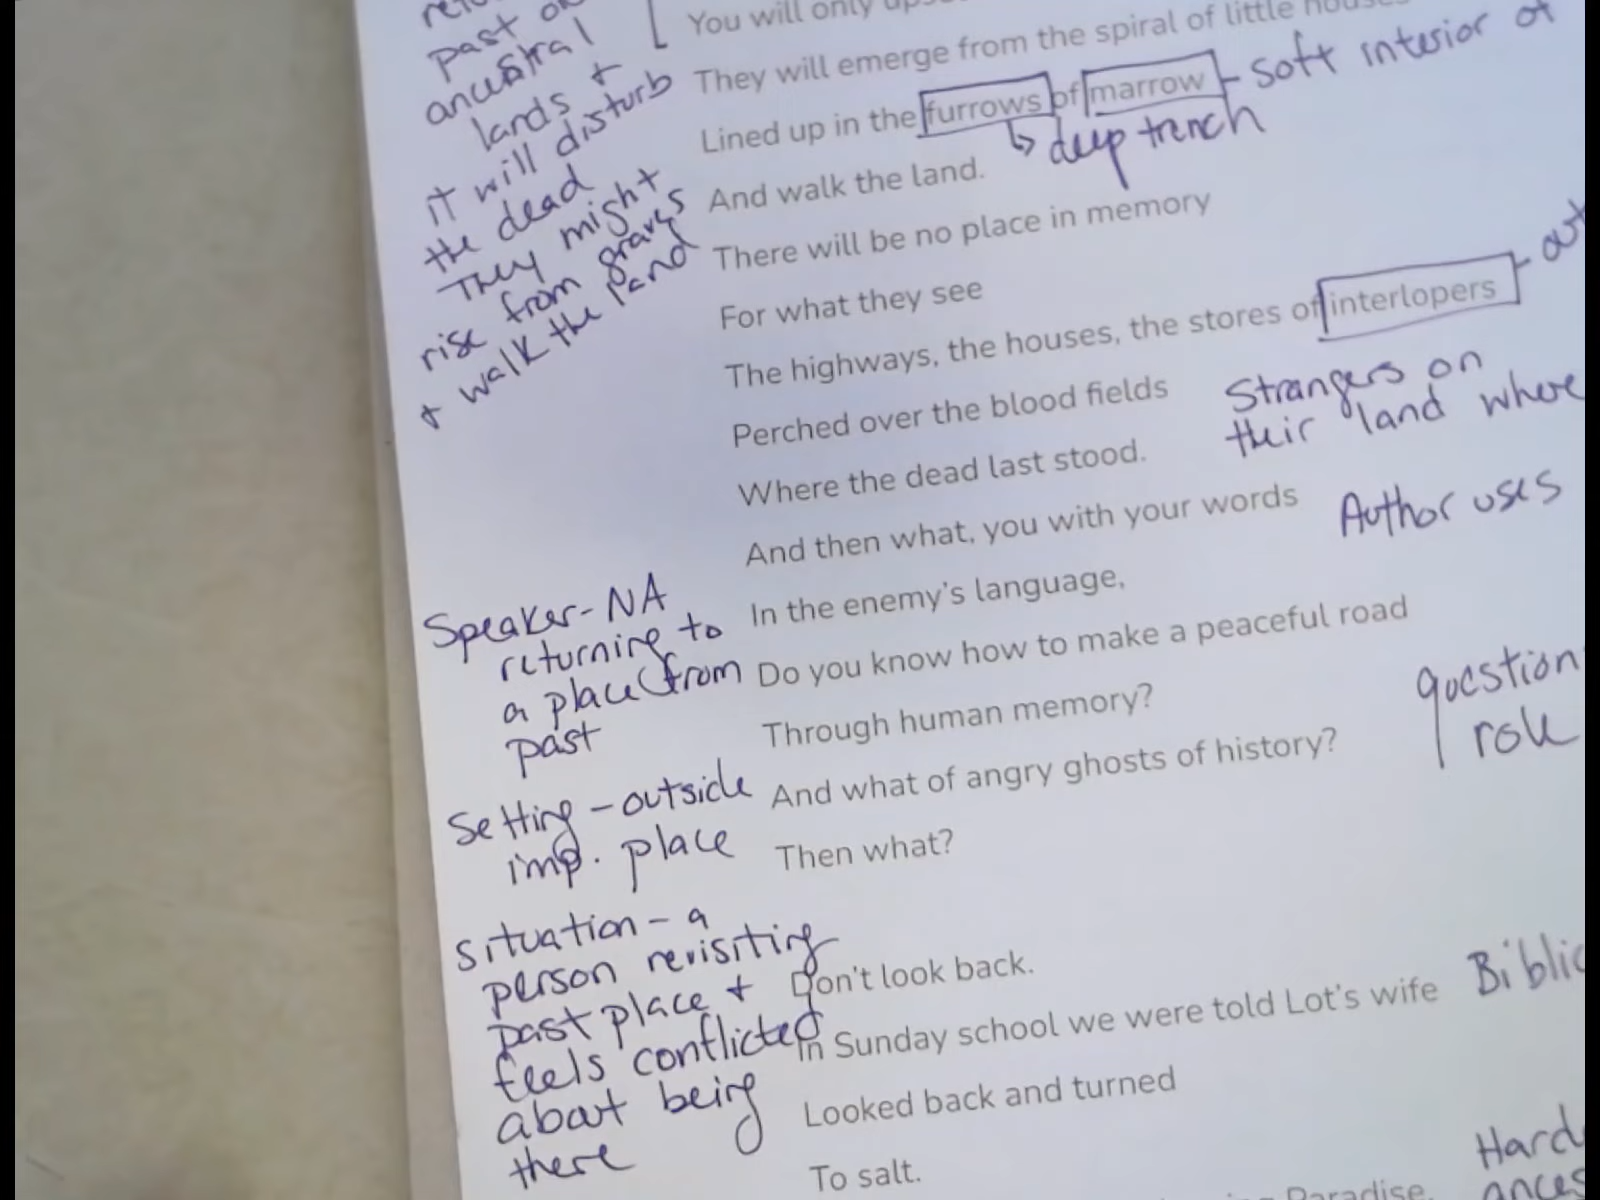 past
ancestral
lands +
it will disturb
the dead
They might
rise from graves
+ walk the land
You will only
They will emerge from the spiral of little houses
Lined up in the furrows of marrow - soft interior of
↳ deep trench
And walk the land.
There will be no place in memory
For what they see
The highways, the houses, the stores of interlopers - out
Perched over the blood fields
Strangers on
their land where
Where the dead last stood.
And then what, you with your words
Author uses
In the enemy's language,
Do you know how to make a peaceful road
Through human memory?
question
role
And what of angry ghosts of history?
Then what?
Speaker - NA
returning to
a place from
past
Setting - outside
imp. place
Situation - a
person revisiting
past place +
feels conflicted
about being
there
Don't look back.
In Sunday school we were told Lot's wife
Looked back and turned
To salt.
Paradise.